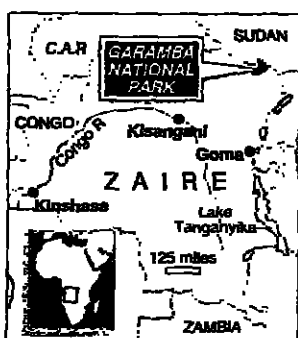 C.A.R
SUDAN
GARAMBA
NATIONAL
PARK
CONGO
Congo R
Kisangani
Goma
ZAIRE
Kinshasa
Lake
Tanganyika
125 miles
ZAMBIA